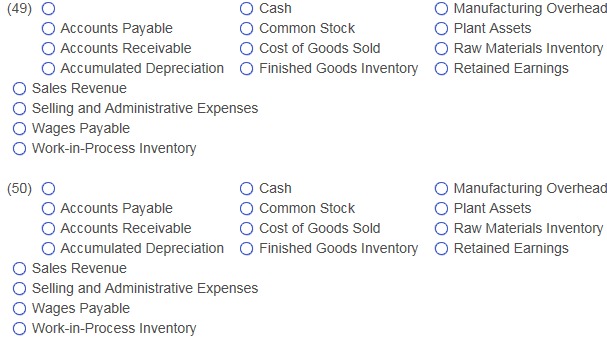 (49) Cash Manufacturing Overhead
Accounts Payable Common Stock Plant Assets
Accounts Receivable Cost of Goods Sold Raw Materials Inventory
Accumulated Depreciation Finished Goods Inventory Retained Earnings
Sales Revenue
Selling and Administrative Expenses
Wages Payable
Work-in-Process Inventory
(50) Cash Manufacturing Overhead
Accounts Payable Common Stock Plant Assets
Accounts Receivable Cost of Goods Sold Raw Materials Inventory
Accumulated Depreciation Finished Goods Inventory Retained Earnings
Sales Revenue
Selling and Administrative Expenses
Wages Payable
Work-in-Process Inventory